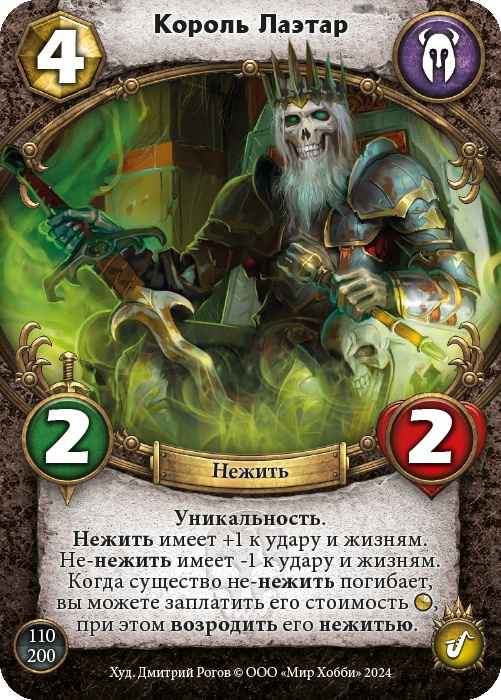 Король Лаэтар
4
2
2
Нежить
Уникальность.
Нежить имеет +1 к удару и жизням.
Не-нежить имеет -1 к удару и жизням.
Когда существо не-нежить погибает,
вы можете заплатить его стоимость ,
при этом возродить его нежитью.
110
200
Худ. Дмитрий Рогов © ООО «Мир Хобби» 2024